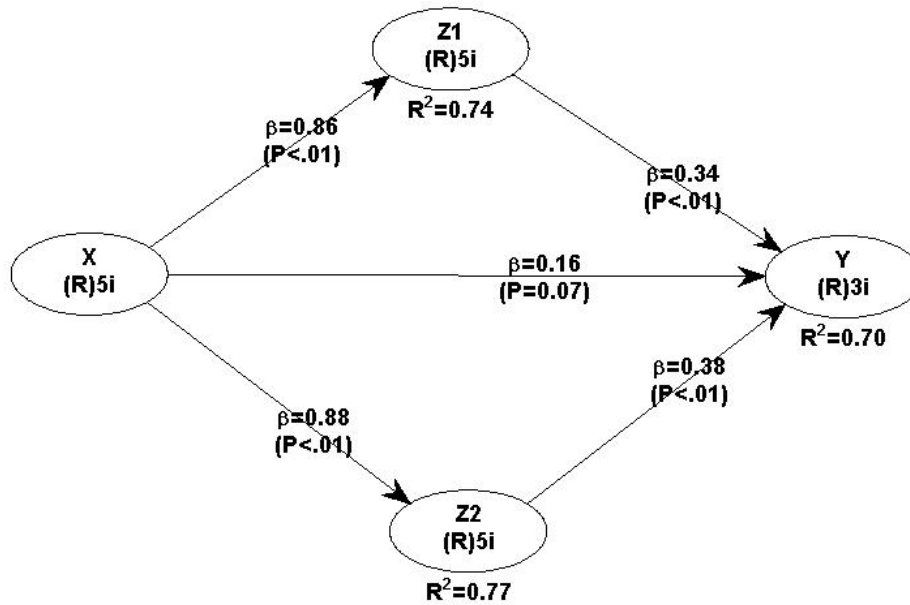 Z1
(R)5i
R²=0.74
β=0.86
(P<.01)
β=0.34
(P<.01)
X
(R)5i
β=0.16
(P=0.07)
Y
(R)3i
R²=0.70
β=0.38
(P<.01)
β=0.88
(P<.01)
Z2
(R)5i
R²=0.77